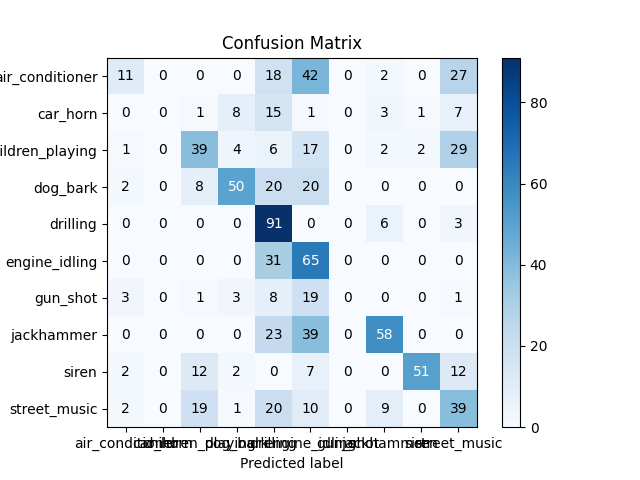 Confusion Matrix
air_conditioner 11 0 0 0 18 42 0 2 0 27
car_horn 0 0 1 8 15 1 0 3 1 7
ildren_playing 1 0 39 4 6 17 0 2 2 29
dog_bark 2 0 8 50 20 20 0 0 0 0
drilling 0 0 0 0 91 0 0 6 0 3
engine_idling 0 0 0 0 31 65 0 0 0 0
gun_shot 3 0 1 3 8 19 0 0 0 1
jackhammer 0 0 0 0 23 39 0 58 0 0
siren 2 0 12 2 0 7 0 0 51 12
street_music 2 0 19 1 20 10 0 9 0 39
80
60
40
20
0
street_music
Predicted label